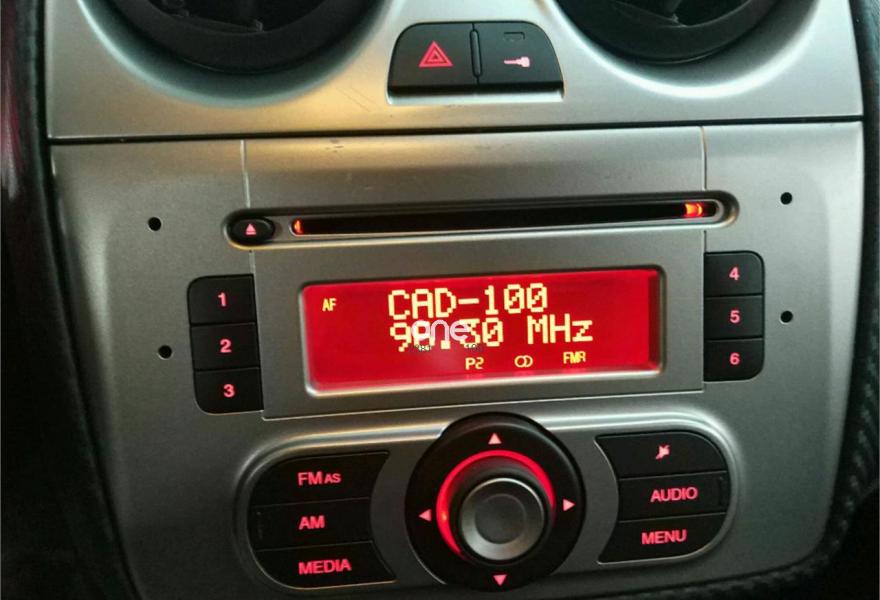 AF
CAD-100
MHz
P2
FMR
1
2
3
4
5
6
FM AS
AM
MEDIA
AUDIO
MENU